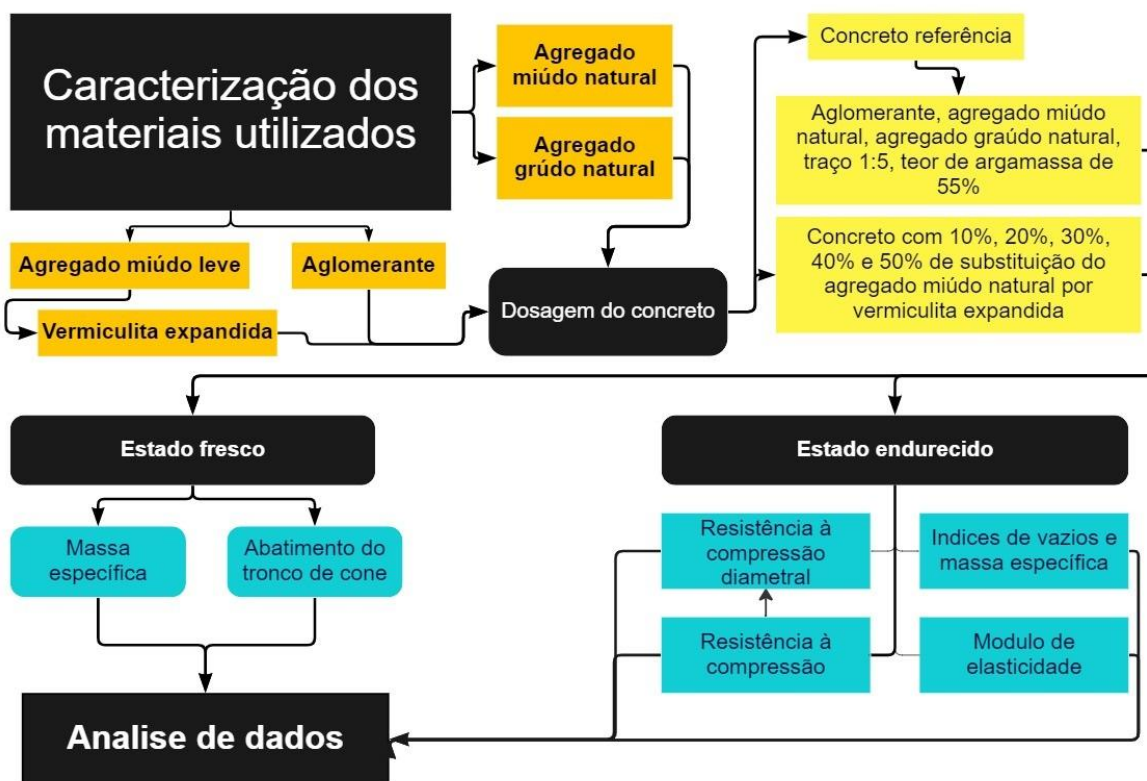 Caracterização dos
materiais utilizados
Agregado
miúdo natural
Agregado
grúdo natural
Concreto referência
Aglomerante, agregado miúdo
natural, agregado graúdo natural,
traço 1:5, teor de argamassa de
55%
Agregado miúdo leve
Aglomerante
Vermiculita expandida
Dosagem do concreto
Concreto com 10%, 20%, 30%,
40% e 50% de substituição do
agregado miúdo natural por
vermiculita expandida
Estado fresco
Estado endurecido
Massa
específica
Abatimento do
tronco de cone
Resistência à
compressão
diametral
Indices de vazios e
massa específica
Resistência à
compressão
Modulo de
elasticidade
Analise de dados